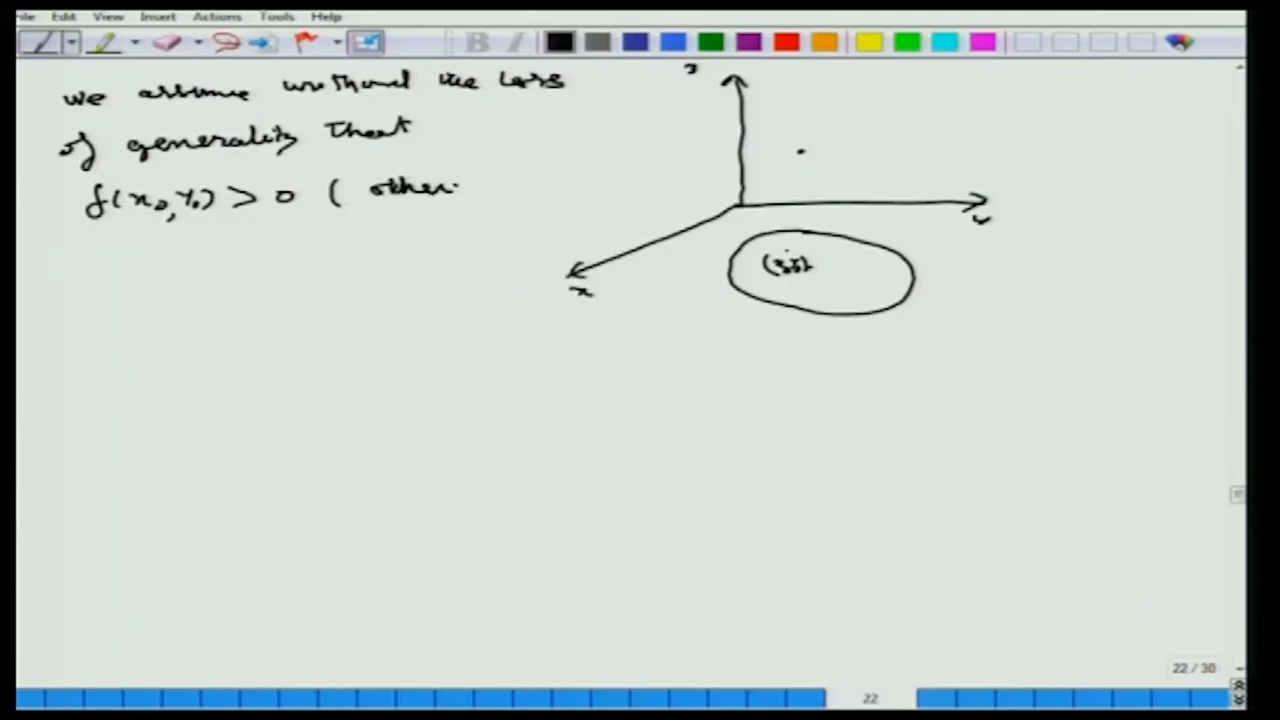 File Edit View Insert Actions Tools Help
B I
we assume without the loss
of generality that
f(x₀, y₀) > 0 ( other
z
y
x
22 / 30
22